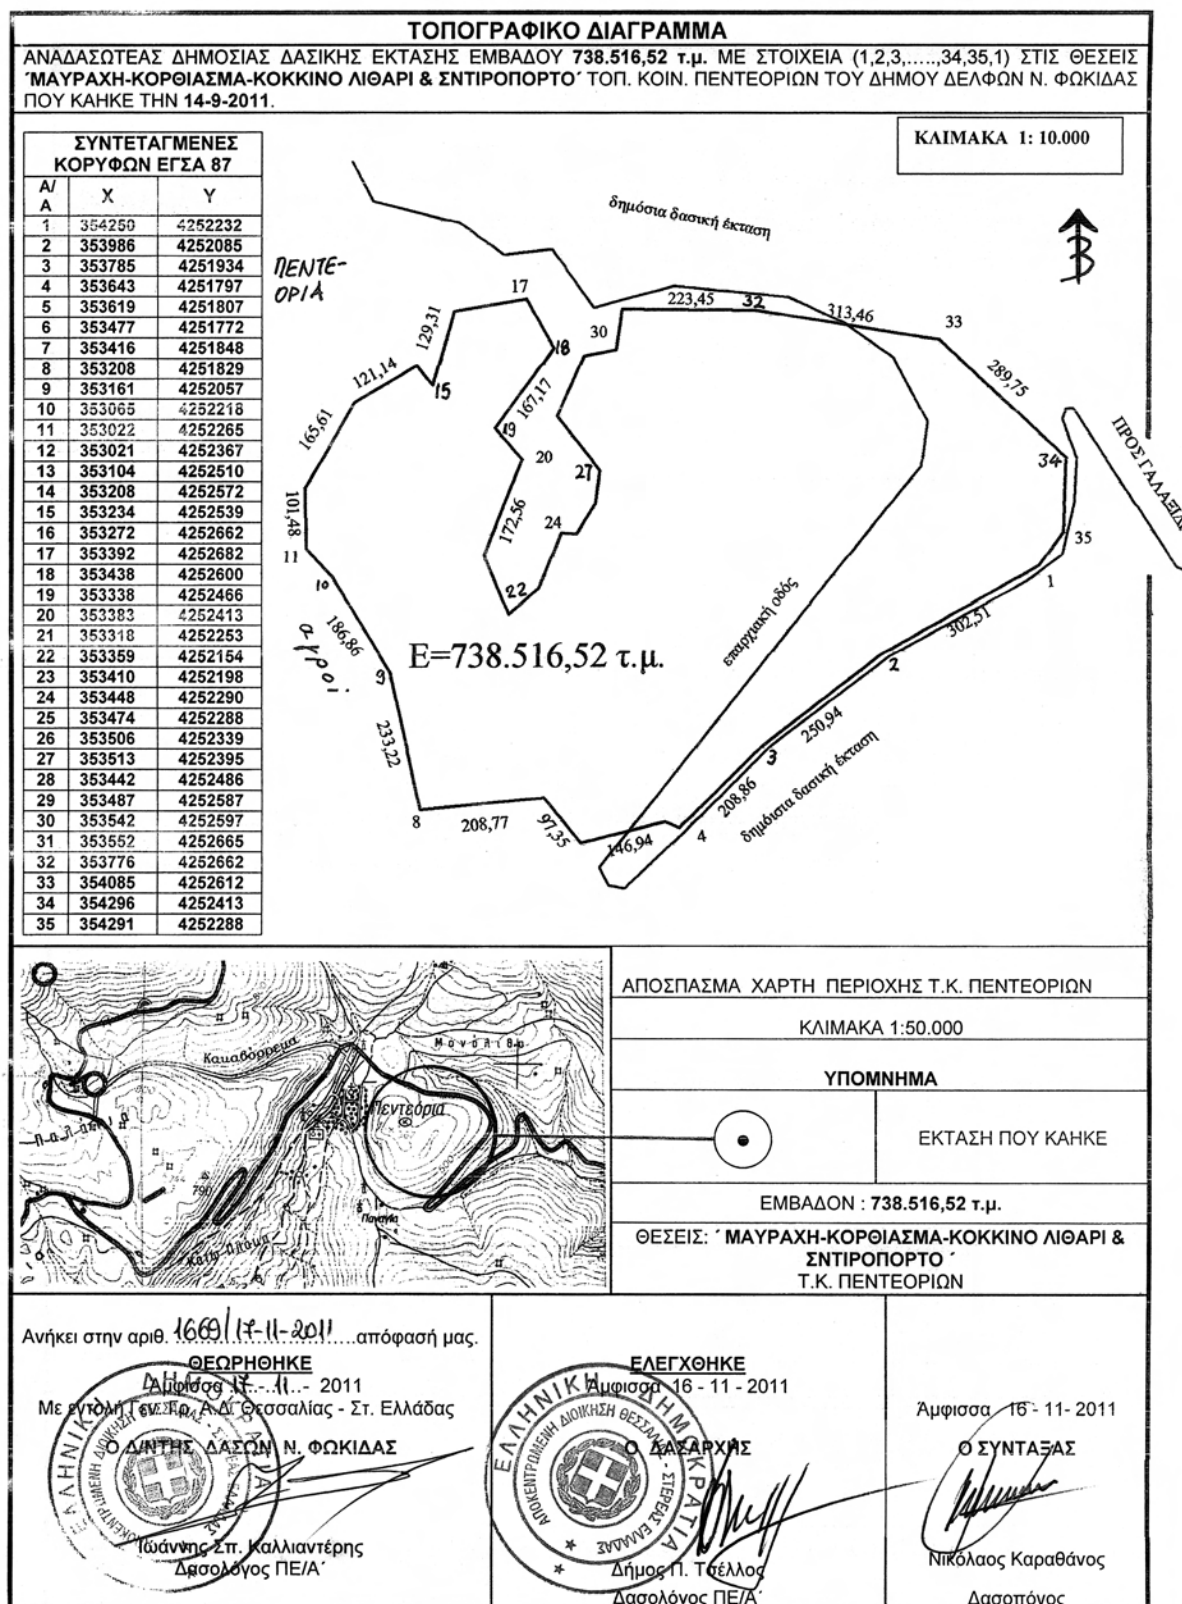 ΤΟΠΟΓΡΑΦΙΚΟ ΔΙΑΓΡΑΜΜΑ
ΑΝΑΔΑΣΩΤΕΑΣ ΔΗΜΟΣΙΑΣ ΔΑΣΙΚΗΣ ΕΚΤΑΣΗΣ ΕΜΒΑΔΟΥ 738.516,52 τ.μ. ΜΕ ΣΤΟΙΧΕΙΑ (1,2,3,.....,34,35,1) ΣΤΙΣ ΘΕΣΕΙΣ
΄ΜΑΥΡΑΧΗ-ΚΟΡΘΙΑΣΜΑ-ΚΟΚΚΙΝΟ ΛΙΘΑΡΙ & ΣΝΤΙΡΟΠΟΡΤΟ΄ ΤΟΠ. ΚΟΙΝ. ΠΕΝΤΕΟΡΙΩΝ ΤΟΥ ΔΗΜΟΥ ΔΕΛΦΩΝ Ν. ΦΩΚΙΔΑΣ
ΠΟΥ ΚΑΗΚΕ ΤΗΝ 14-9-2011.
ΣΥΝΤΕΤΑΓΜΕΝΕΣ
ΚΟΡΥΦΩΝ ΕΓΣΑ 87
Α/Α Χ Υ
1 354250 4252232
2 353986 4252085
3 353785 4251934
4 353643 4251797
5 353619 4251807
6 353477 4251772
7 353416 4251848
8 353208 4251829
9 353161 4252057
10 353065 4252218
11 353022 4252265
12 353021 4252367
13 353104 4252510
14 353208 4252572
15 353234 4252539
16 353272 4252662
17 353392 4252682
18 353438 4252600
19 353338 4252466
20 353383 4252413
21 353318 4252253
22 353359 4252154
23 353410 4252198
24 353448 4252290
25 353474 4252288
26 353506 4252339
27 353513 4252395
28 353442 4252486
29 353487 4252587
30 353542 4252597
31 353552 4252665
32 353776 4252662
33 354085 4252612
34 354296 4252413
35 354291 4252288
ΚΛΙΜΑΚΑ 1: 10.000
Β
δημόσια δασική έκταση
ΠΕΝΤΕ-
ΟΡΙΑ
17
223,45
32
313,46
33
30
129,31
18
289,75
121,14
15
167,17
165,61
19
20
27
34
ΠΡΟΣ ΓΑΛΑΞΙΔΙ
101,48
172,56
24
35
11
10
22
1
επαρχιακή οδός
302,51
186,86
αγροί
9
Ε=738.516,52 τ.μ.
2
233,22
250,94
3
δημόισια δασική έκταση
208,86
8
208,77
97,35
146,94
4
ΑΠΟΣΠΑΣΜΑ ΧΑΡΤΗ ΠΕΡΙΟΧΗΣ Τ.Κ. ΠΕΝΤΕΟΡΙΩΝ
ΚΛΙΜΑΚΑ 1:50.000
ΥΠΟΜΝΗΜΑ
ΕΚΤΑΣΗ ΠΟΥ ΚΑΗΚΕ
ΕΜΒΑΔΟΝ : 738.516,52 τ.μ.
ΘΕΣΕΙΣ: ΄ ΜΑΥΡΑΧΗ-ΚΟΡΘΙΑΣΜΑ-ΚΟΚΚΙΝΟ ΛΙΘΑΡΙ &
ΣΝΤΙΡΟΠΟΡΤΟ ΄
Τ.Κ. ΠΕΝΤΕΟΡΙΩΝ
Μονόλιθο
Πεντεόρια
790
Παναγία
Κάτω Πλάκα
Ανήκει στην αριθ. 1669/17-11-2011 απόφασή μας.
ΘΕΩΡΗΘΗΚΕ
Άμφισσα 17 - 11 - 2011
Με εντολή Γεν. Γρ. Α.Δ. Θεσσαλίας - Στ. Ελλάδας
Ο Δ/ΝΤΗΣ ΔΑΣΩΝ Ν. ΦΩΚΙΔΑΣ
Ιωάννης Σπ. Καλλιαντέρης
Δασολόγος ΠΕ/Α΄
ΕΛΕΓΧΘΗΚΕ
Άμφισσα 16 - 11 - 2011
Ο ΔΑΣΑΡΧΗΣ
ΕΛΛΗΝΙΚΗ ΔΗΜΟΚΡΑΤΙΑ
ΑΠΟΚΕΝΤΡΩΜΕΝΗ ΔΙΟΙΚΗΣΗ ΘΕΣΣΑΛΙΑΣ - ΣΤΕΡΕΑΣ ΕΛΛΑΔΑΣ
Δήμος Π. Τσέλλος
Δασολόγος ΠΕ/Α΄
Άμφισσα 16 - 11- 2011
Ο ΣΥΝΤΑΞΑΣ
Νικόλαος Καραθάνος
Δασοπόνος